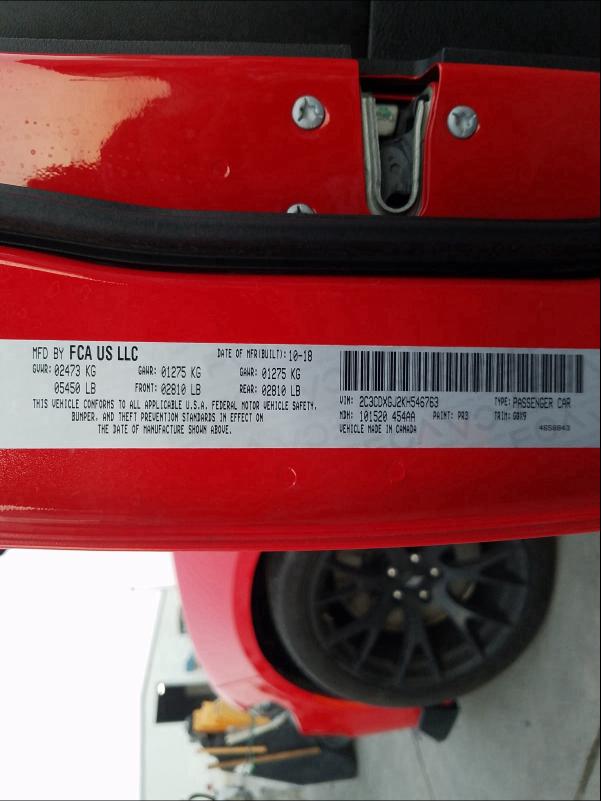 MFD BY FCA US LLC DATE OF MFR(BUILT): 10-18
GVWR: 02473 KG GAWR: 01275 KG GAWR: 01275 KG
05450 LB FRONT: 02810 LB REAR: 02810 LB
THIS VEHICLE CONFORMS TO ALL APPLICABLE U.S.A. FEDERAL MOTOR VEHICLE SAFETY,
BUMPER, AND THEFT PREVENTION STANDARDS IN EFFECT ON
THE DATE OF MANUFACTURE SHOWN ABOVE.
VIN: 2C3CDXGJ2KH546763 TYPE: PASSENGER CAR
MDH: 101520 454AA PAINT: PR3 TRIM: GBX9
VEHICLE MADE IN CANADA 4658843